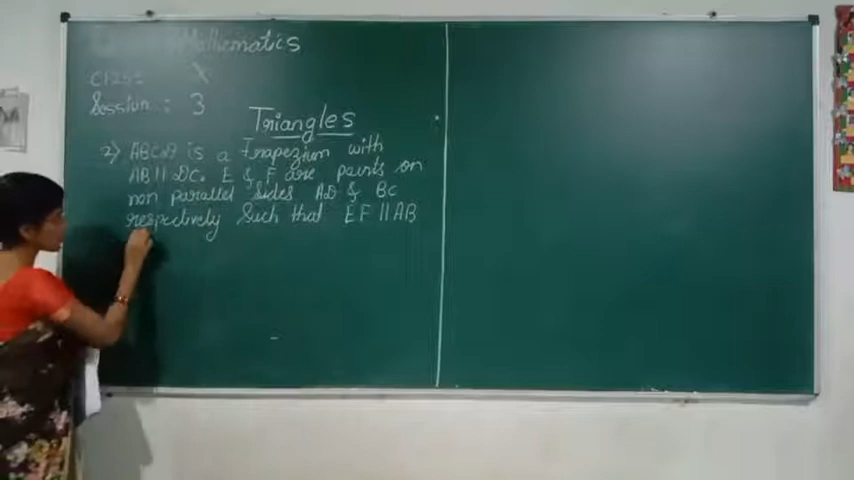 Mathematics
Class: X
Session : 3
Triangles
2) ABCD is a trapezium with
AB || DC. E & F are points on
non parallel sides AD & BC
respectively such that EF || AB